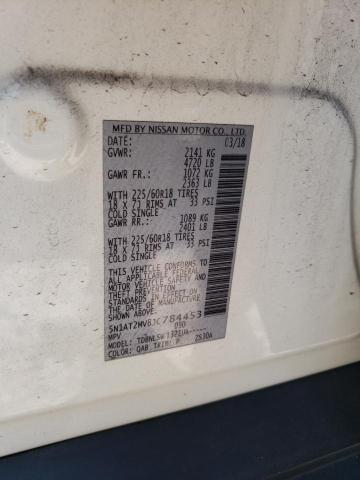 MFD BY NISSAN MOTOR CO., LTD.
DATE: 03/18
GVWR: 2141 KG
4720 LB
GAWR FR.: 1072 KG
2363 LB
WITH 225/60R18 TIRES
18 X 7J RIMS AT 33 PSI
COLD SINGLE
GAWR RR.: 1089 KG
2401 LB
WITH 225/60R18 TIRES
18 X 7J RIMS AT 33 PSI
COLD SINGLE
THIS VEHICLE CONFORMS TO
ALL APPLICABLE FEDERAL
MOTOR VEHICLE SAFETY AND
THEFT PREVENTION
STANDARDS IN EFFECT ON
THE DATE OF MANUFACTURE
SHOWN ABOVE
5N1AT2MV8JC784453
MPV 090
MODEL:
COLOR: QAB TRIM: